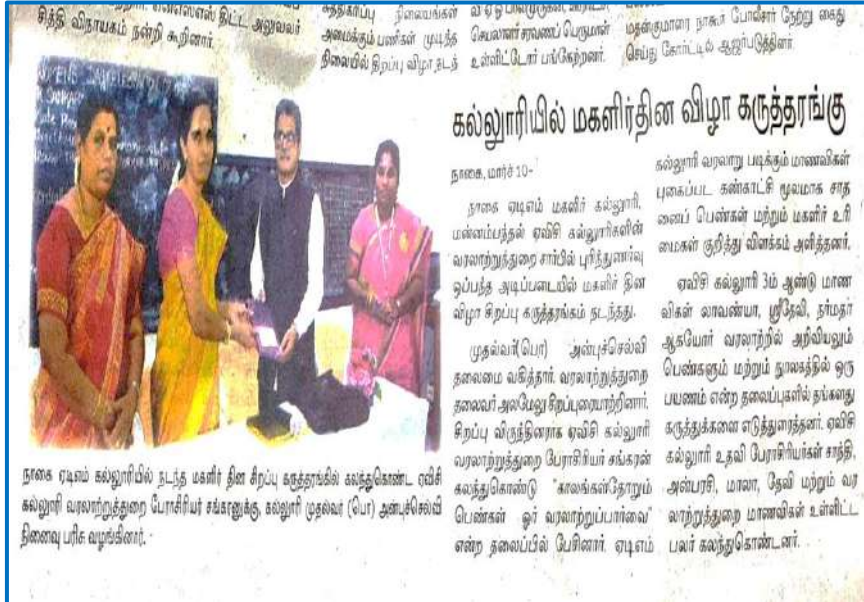 சித்தி விநாயகம் நன்றி கூறினார்.
அமைக்கும் பணிகள் முடிந்த
நிலையில் திறப்பு விழா நடத்
செயலாளர் சரவணப் பெருமாள்
உள்ளிட்டோர் பங்கேற்றனர்.
மதன்குமாரை நாகூர் போலீசார் நேற்று கைது
செய்து கோர்ட்டில் ஆஜர்படுத்தினர்.
கல்லூரியில் மகளிர்தின விழா கருத்தரங்கு
நாகை, மார்ச் 10-
நாகை ஏடிஎம் மகளிர் கல்லூரி,
மன்னம்பந்தல் ஏவிசி கல்லூரிகளின்
வரலாற்றுத்துறை சார்பில் புரிந்துணர்வு
ஒப்பந்த அடிப்படையில் மகளிர் தின
விழா சிறப்பு கருத்தரங்கம் நடந்தது.
முதல்வர்(பொ) அன்புச்செல்வி
தலைமை வகித்தார். வரலாற்றுத்துறை
தலைவர் அலமேலு சிறப்புரையாற்றினார்.
சிறப்பு விருந்தினராக ஏவிசி கல்லூரி
வரலாற்றுத்துறை பேராசிரியர் சங்கரன்
கலந்துகொண்டு "காலங்கள்தோறும்
பெண்கள் ஓர் வரலாற்றுப்பார்வை"
என்ற தலைப்பில் பேசினார். ஏடிஎம்
கல்லூரி வரலாறு படிக்கும் மாணவிகள்
புகைப்பட கண்காட்சி மூலமாக சாத
னைப் பெண்கள் மற்றும் மகளிர் உரி
மைகள் குறித்து விளக்கம் அளித்தனர்.
ஏவிசி கல்லூரி 3ம் ஆண்டு மாண
விகள் லாவண்யா, ஸ்ரீதேவி, நர்மதா
ஆகயோர் வரலாற்றில் அறிவியலும்
பெண்களும் மற்றும் நூலகத்தில் ஒரு
பயணம் என்ற தலைப்புகளில் தங்களது
கருத்துக்களை எடுத்துரைத்தனர். ஏவிசி
கல்லூரி உதவி பேராசிரியர்கள் சாந்தி,
அன்பரசி, மாலா, தேவி மற்றும் வர
லாற்றுத்துறை மாணவிகள் உள்ளிட்ட
பலர் கலந்துகொண்டனர்.
நாகை ஏடிஎம் கல்லூரியில் நடந்த மகளிர் தின சிறப்பு கருத்தரங்கில் கலந்துகொண்ட ஏவிசி
கல்லூரி வரலாற்றுத்துறை பேராசிரியர் சங்கரனுக்கு, கல்லூரி முதல்வர் (பொ) அன்புச்செல்வி
நினைவு பரிசு வழங்கினார்.